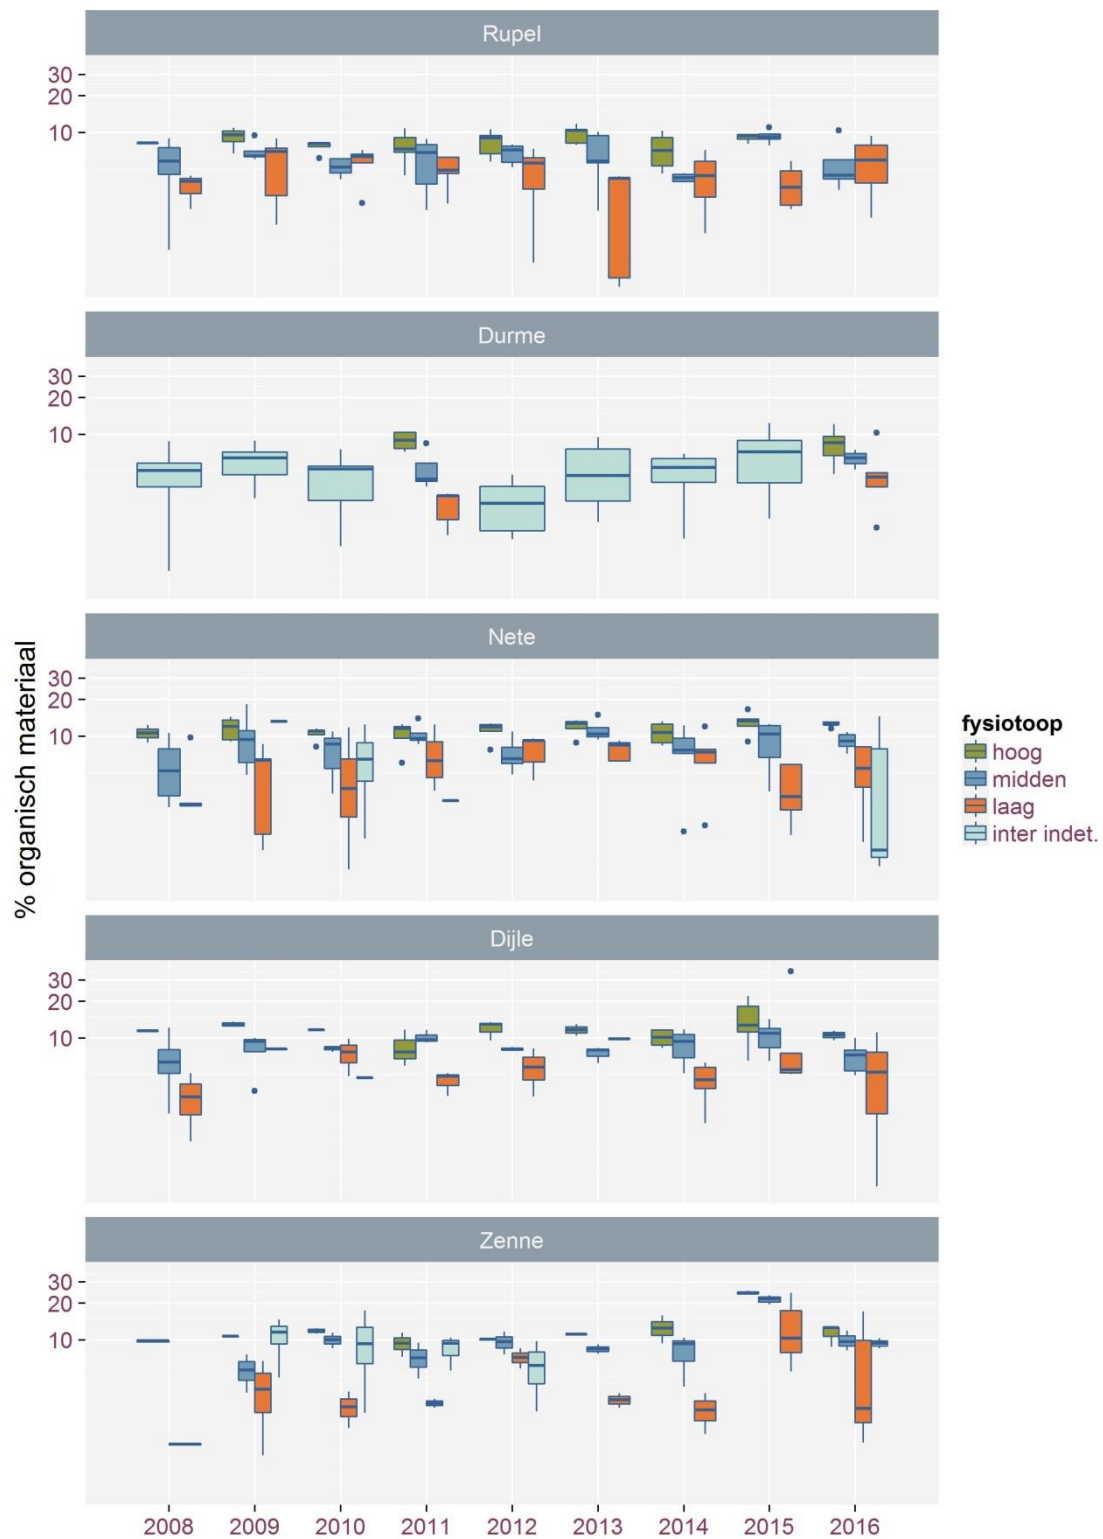 Rupel
30
20
10
Durme
30
20
10
Nete
30
20
10
Dijle
30
20
10
Zenne
30
20
10
2008 2009 2010 2011 2012 2013 2014 2015 2016
% organisch materiaal
fysiotoop
hoog
midden
laag
inter indet.